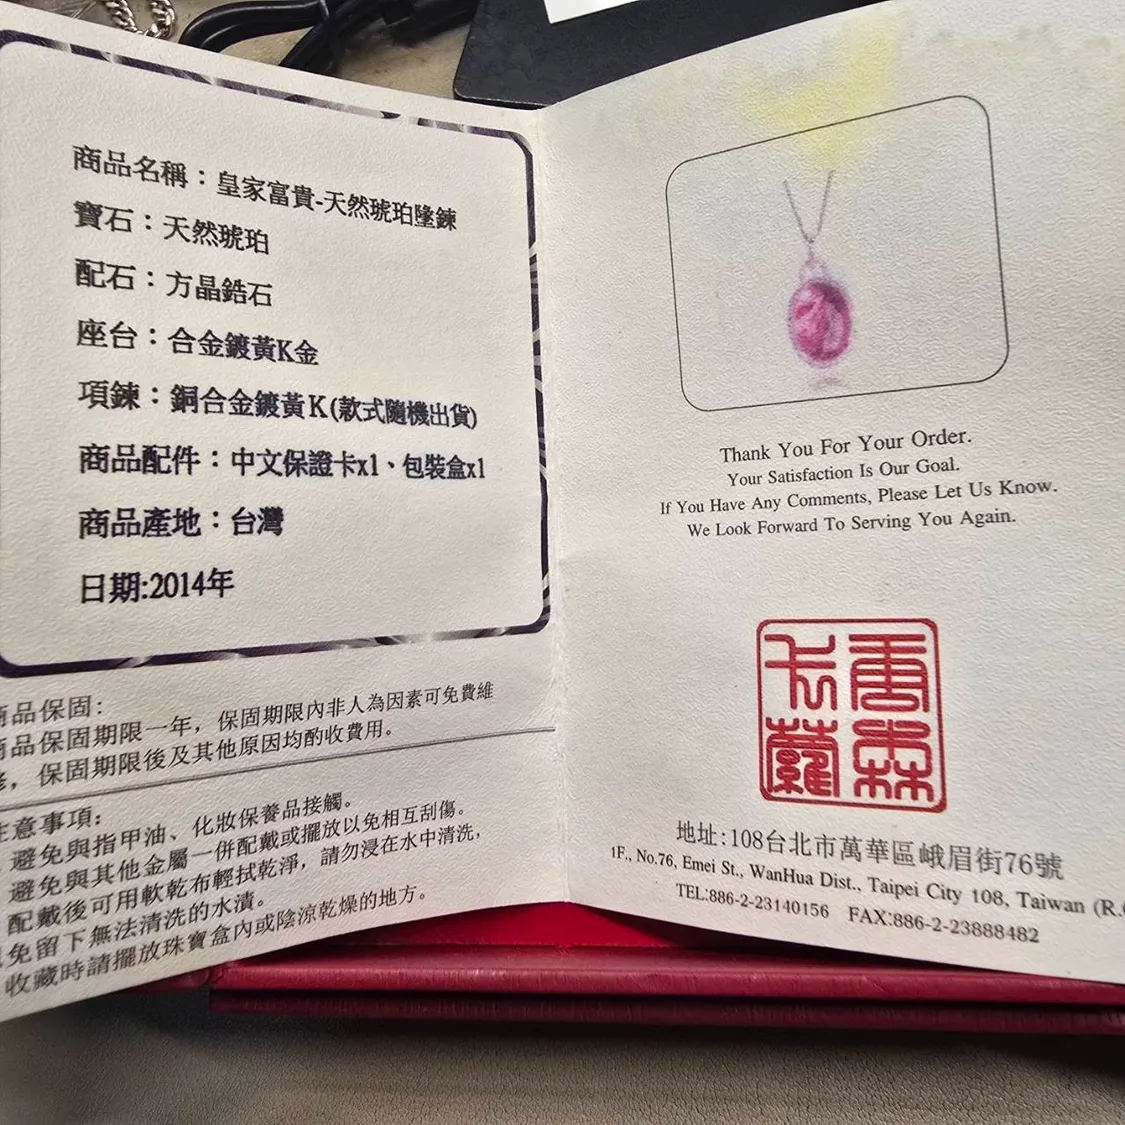 商品名稱：皇家富貴-天然琥珀墬鍊
寶石：天然琥珀
配石：方晶鋯石
座台：合金鍍黃K金
項鍊：銅合金鍍黃K(款式隨機出貨)
商品配件：中文保證卡x1、包裝盒x1
商品產地：台灣
日期:2014年
商品保固:
商品保固期限一年，保固期限內非人為因素可免費維
，保固期限後及其他原因均酌收費用。
注意事項:
避免與指甲油、化妝保養品接觸。
避免與其他金屬一併配戴或擺放以免相互刮傷。
配戴後可用軟乾布輕拭乾淨，請勿浸在水中清洗，
免留下無法清洗的水漬。
收藏時請擺放珠寶盒內或陰涼乾燥的地方。
Thank You For Your Order.
Your Satisfaction Is Our Goal.
If You Have Any Comments, Please Let Us Know.
We Look Forward To Serving You Again.
地址:108台北市萬華區峨眉街76號
1F., No.76, Emei St., WanHua Dist., Taipei City 108, Taiwan (R.
TEL:886-2-23140156 FAX:886-2-23888482